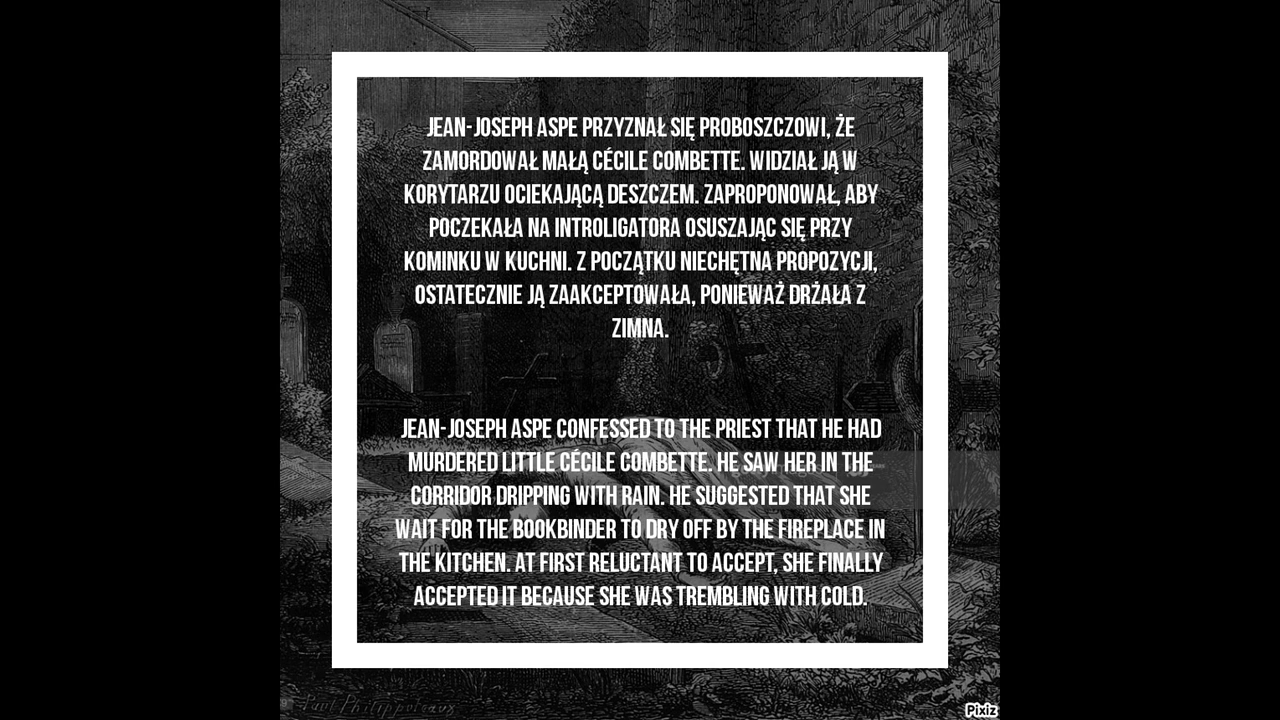 JEAN-JOSEPH ASPE PRZYZNAŁ SIĘ PROBOSZCZOWI, ŻE
ZAMORDOWAŁ MAŁĄ CÉCILE COMBETTE. WIDZIAŁ JĄ W
KORYTARZU OCIEKAJĄCĄ DESZCZEM. ZAPROPONOWAŁ, ABY
POCZEKAŁA NA INTROLIGATORA OSUSZAJĄC SIĘ PRZY
KOMINKU W KUCHNI. Z POCZĄTKU NIECHĘTNA PROPOZYCJI,
OSTATECZNIE JĄ ZAAKCEPTOWAŁA, PONIEWAŻ DRŻAŁA Z
ZIMNA.
JEAN-JOSEPH ASPE CONFESSED TO THE PRIEST THAT HE HAD
MURDERED LITTLE CÉCILE COMBETTE. HE SAW HER IN THE
CORRIDOR DRIPPING WITH RAIN. HE SUGGESTED THAT SHE
WAIT FOR THE BOOKBINDER TO DRY OFF BY THE FIREPLACE IN
THE KITCHEN. AT FIRST RELUCTANT TO ACCEPT, SHE FINALLY
ACCEPTED IT BECAUSE SHE WAS TREMBLING WITH COLD.
Paul Philippoteaux
Pixiz